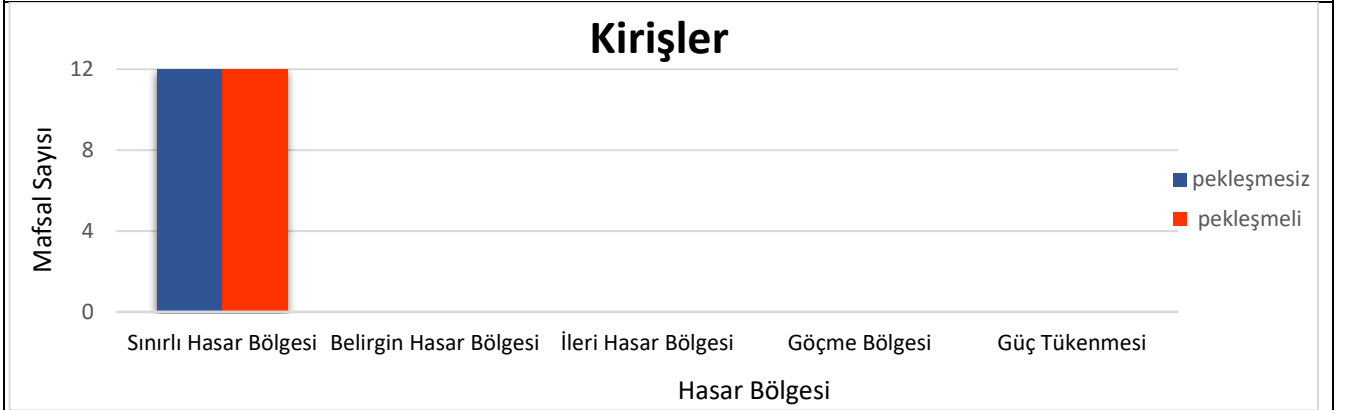 Kirişler
12
8
4
0
Mafsal Sayısı
Sınırlı Hasar Bölgesi Belirgin Hasar Bölgesi İleri Hasar Bölgesi Göçme Bölgesi Güç Tükenmesi
Hasar Bölgesi
pekleşmesiz
pekleşmeli